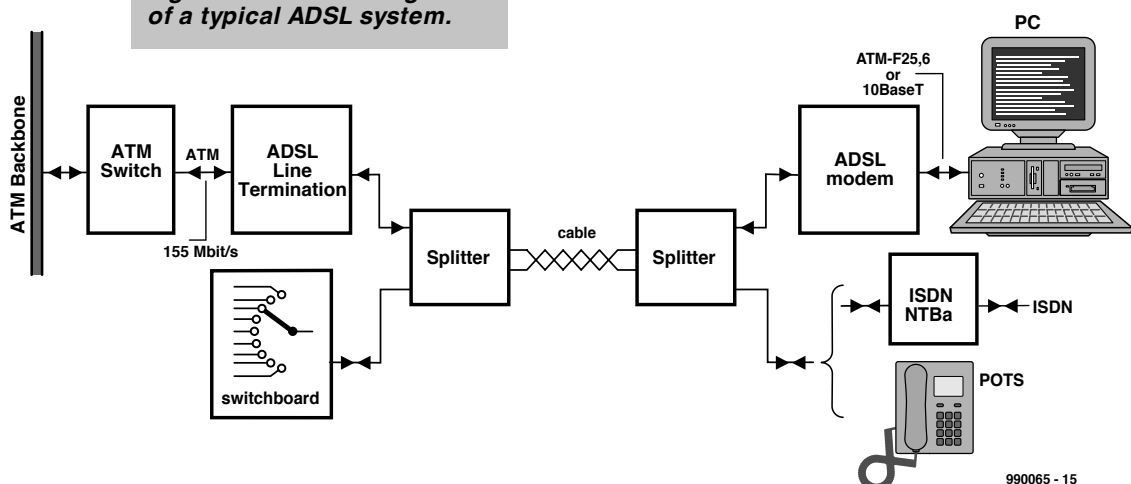 of a typical ADSL system.
PC
ATM-F25,6
or
10BaseT
ATM Backbone
ATM
Switch
ATM
155 Mbit/s
ADSL
Line
Termination
ADSL
modem
Splitter
cable
Splitter
switchboard
ISDN
NTBa
ISDN
POTS
990065 - 15